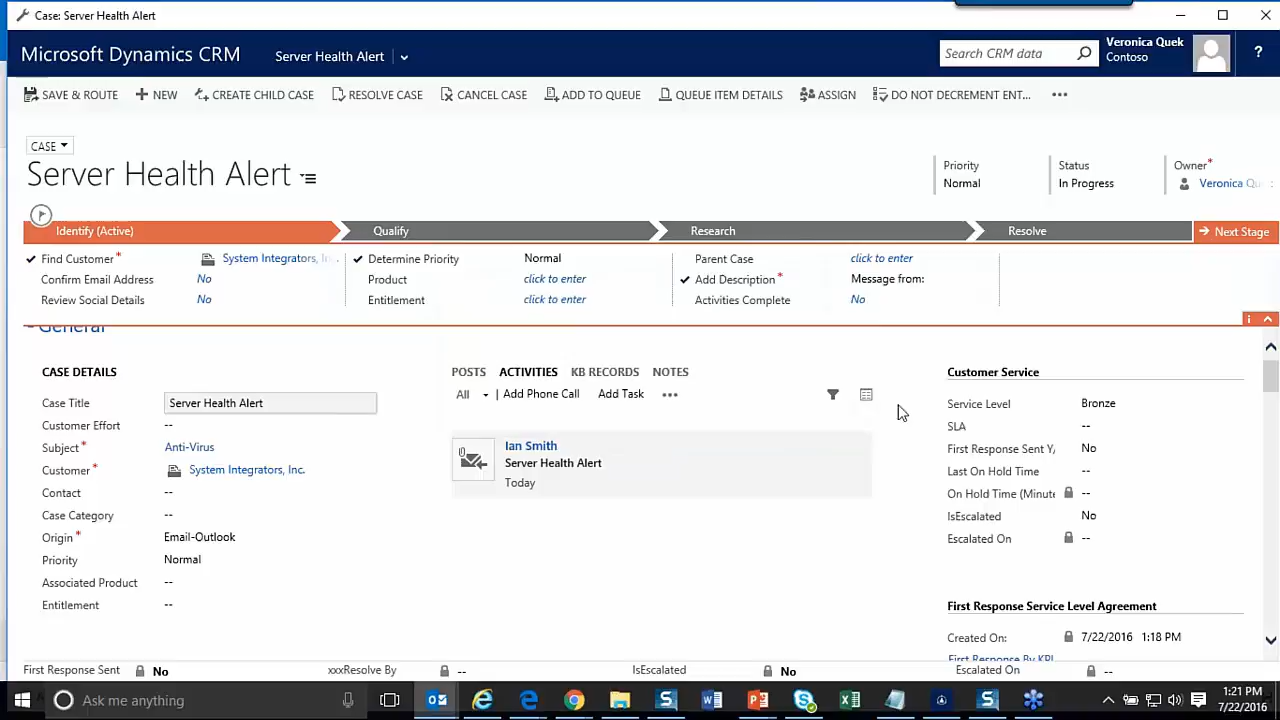 Case: Server Health Alert
Microsoft Dynamics CRM
Server Health Alert
Search CRM data
Veronica Quek
Contoso
?
SAVE & ROUTE
NEW
CREATE CHILD CASE
RESOLVE CASE
CANCEL CASE
ADD TO QUEUE
QUEUE ITEM DETAILS
ASSIGN
DO NOT DECREMENT ENT...
CASE
Server Health Alert
Priority
Normal
Status
In Progress
Owner*
Veronica Qu
Identify (Active)
Qualify
Research
Resolve
Next Stage
Find Customer* System Integrators, In
Confirm Email Address No
Review Social Details No
Determine Priority Normal
Product click to enter
Entitlement click to enter
Parent Case click to enter
Add Description* Message from:
Activities Complete No
General
CASE DETAILS
Case Title Server Health Alert
Customer Effort --
Subject* Anti-Virus
Customer* System Integrators, Inc.
Contact --
Case Category --
Origin* Email-Outlook
Priority Normal
Associated Product --
Entitlement --
POSTS ACTIVITIES KB RECORDS NOTES
All | Add Phone Call Add Task
Ian Smith
Server Health Alert
Today
Customer Service
Service Level Bronze
SLA --
First Response Sent Y/ No
Last On Hold Time --
On Hold Time (Minute --
IsEscalated No
Escalated On --
First Response Service Level Agreement
Created On: 7/22/2016 1:18 PM
First Response By KPI
First Response Sent No
xxxResolve By --
IsEscalated No
Escalated On --
Ask me anything
1:21 PM
7/22/2016